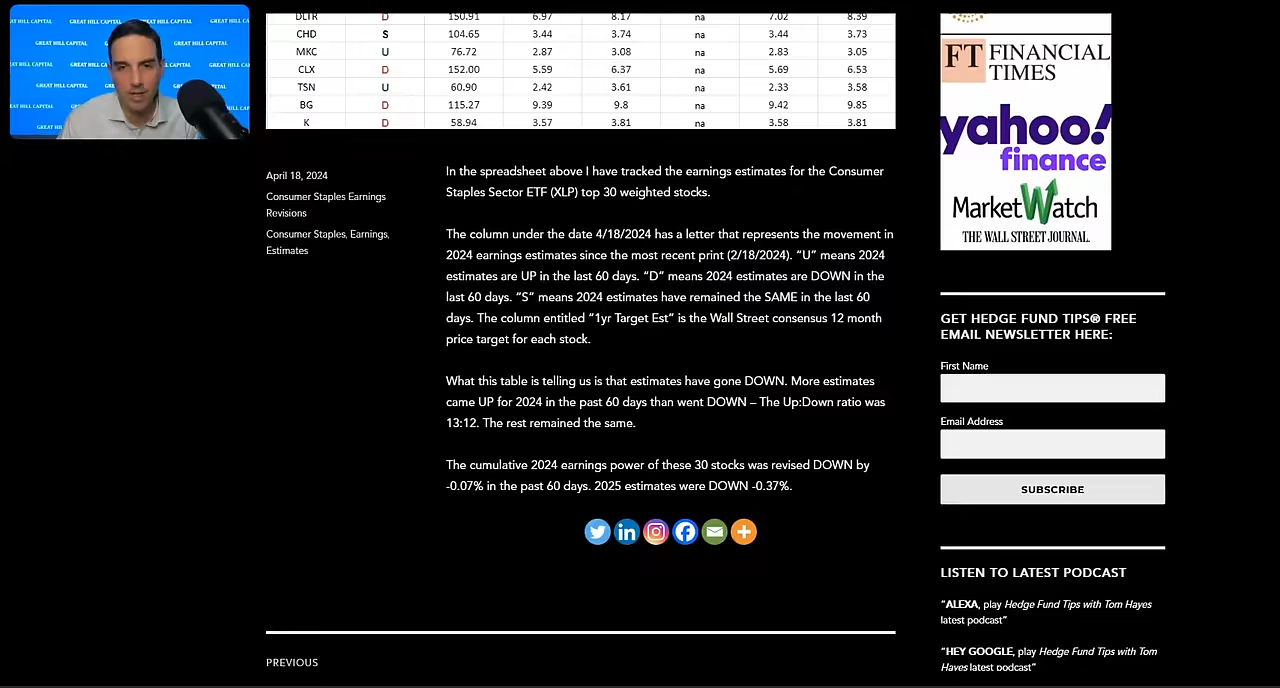 GREAT HILL CAPITAL
GREAT HILL CAPITAL
GREAT HILL CAPITAL
GREAT HILL CAPITAL
GREAT HILL CAPITAL
DLTR D 150.91 6.97 8.17 na 7.02 8.39
CHD S 104.65 3.44 3.74 na 3.44 3.73
MKC U 76.72 2.87 3.08 na 2.83 3.05
CLX D 152.00 5.59 6.37 na 5.69 6.53
TSN U 60.90 2.42 3.61 na 2.33 3.58
BG D 115.27 9.39 9.8 na 9.42 9.85
K D 58.94 3.57 3.81 na 3.58 3.81
April 18, 2024
Consumer Staples Earnings
Revisions
Consumer Staples, Earnings,
Estimates
In the spreadsheet above I have tracked the earnings estimates for the Consumer
Staples Sector ETF (XLP) top 30 weighted stocks.
The column under the date 4/18/2024 has a letter that represents the movement in
2024 earnings estimates since the most recent print (2/18/2024). “U” means 2024
estimates are UP in the last 60 days. “D” means 2024 estimates are DOWN in the
last 60 days. “S” means 2024 estimates have remained the SAME in the last 60
days. The column entitled “1yr Target Est” is the Wall Street consensus 12 month
price target for each stock.
What this table is telling us is that estimates have gone DOWN. More estimates
came UP for 2024 in the past 60 days than went DOWN – The Up:Down ratio was
13:12. The rest remained the same.
The cumulative 2024 earnings power of these 30 stocks was revised DOWN by
-0.07% in the past 60 days. 2025 estimates were DOWN -0.37%.
PREVIOUS
FT FINANCIAL
TIMES
yahoo!
finance
MarketWatch
THE WALL STREET JOURNAL.
GET HEDGE FUND TIPS® FREE
EMAIL NEWSLETTER HERE:
First Name
Email Address
SUBSCRIBE
LISTEN TO LATEST PODCAST
“ALEXA, play Hedge Fund Tips with Tom Hayes
latest podcast”
“HEY GOOGLE, play Hedge Fund Tips with Tom
Hayes latest podcast”